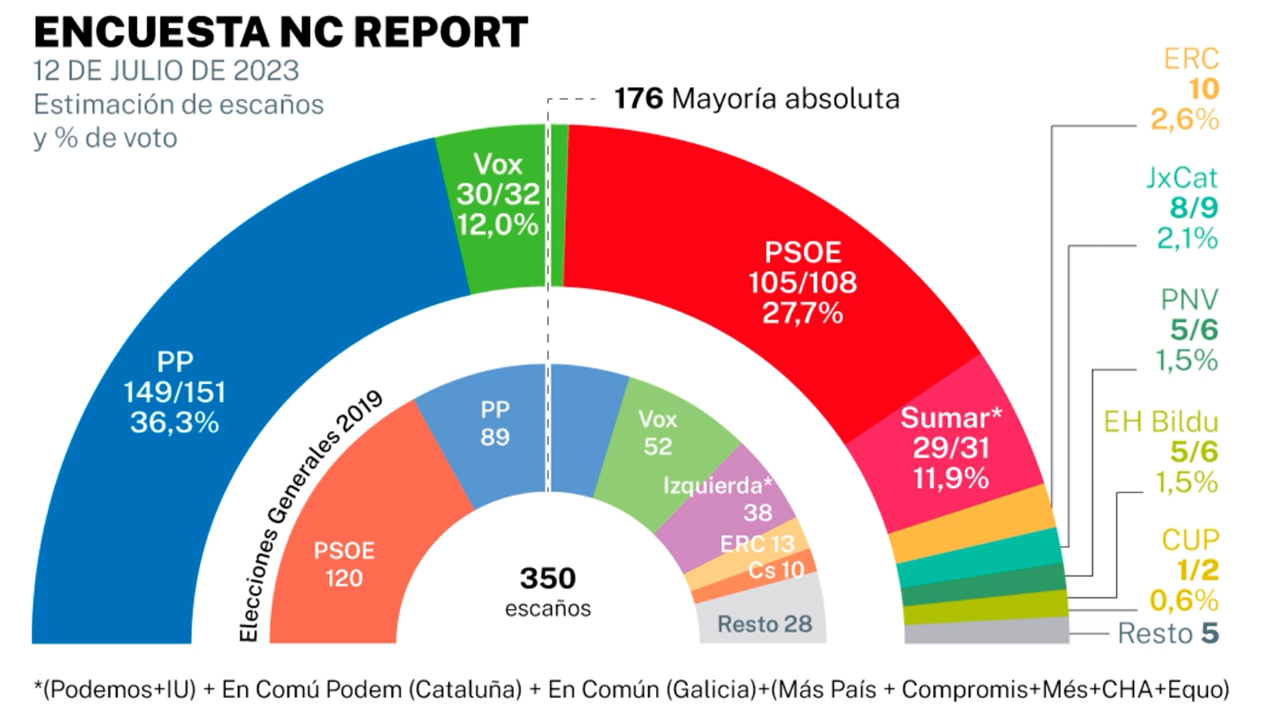 ENCUESTA NC REPORT
12 DE JULIO DE 2023
Estimación de escaños
y % de voto
176 Mayoría absoluta
PP
149/151
36,3%
Vox
30/32
12,0%
PSOE
105/108
27,7%
Sumar*
29/31
11,9%
ERC
10
2,6%
JxCat
8/9
2,1%
PNV
5/6
1,5%
EH Bildu
5/6
1,5%
CUP
1/2
0,6%
Resto 5
Elecciones Generales 2019
PSOE
120
PP
89
Vox
52
Izquierda*
38
ERC 13
Cs 10
Resto 28
350
escaños
*(Podemos+IU) + En Comú Podem (Cataluña) + En Común (Galicia)+(Más País + Compromis+Més+CHA+Equo)